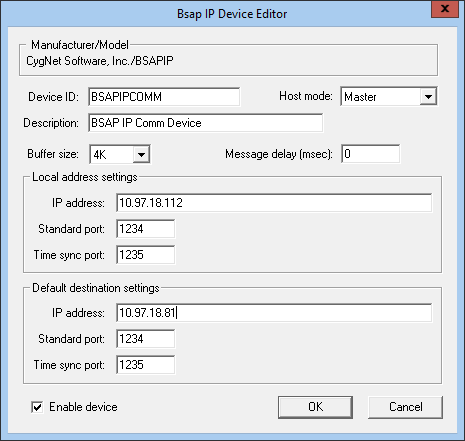 Bsap IP Device Editor
Manufacturer/Model
CygNet Software, Inc./BSAPIP
Device ID: BSAPIPCOMM Host mode: Master
Description: BSAP IP Comm Device
Buffer size: 4K Message delay (msec): 0
Local address settings
IP address: 10.97.18.112
Standard port: 1234
Time sync port: 1235
Default destination settings
IP address: 10.97.18.81
Standard port: 1234
Time sync port: 1235
Enable device OK Cancel